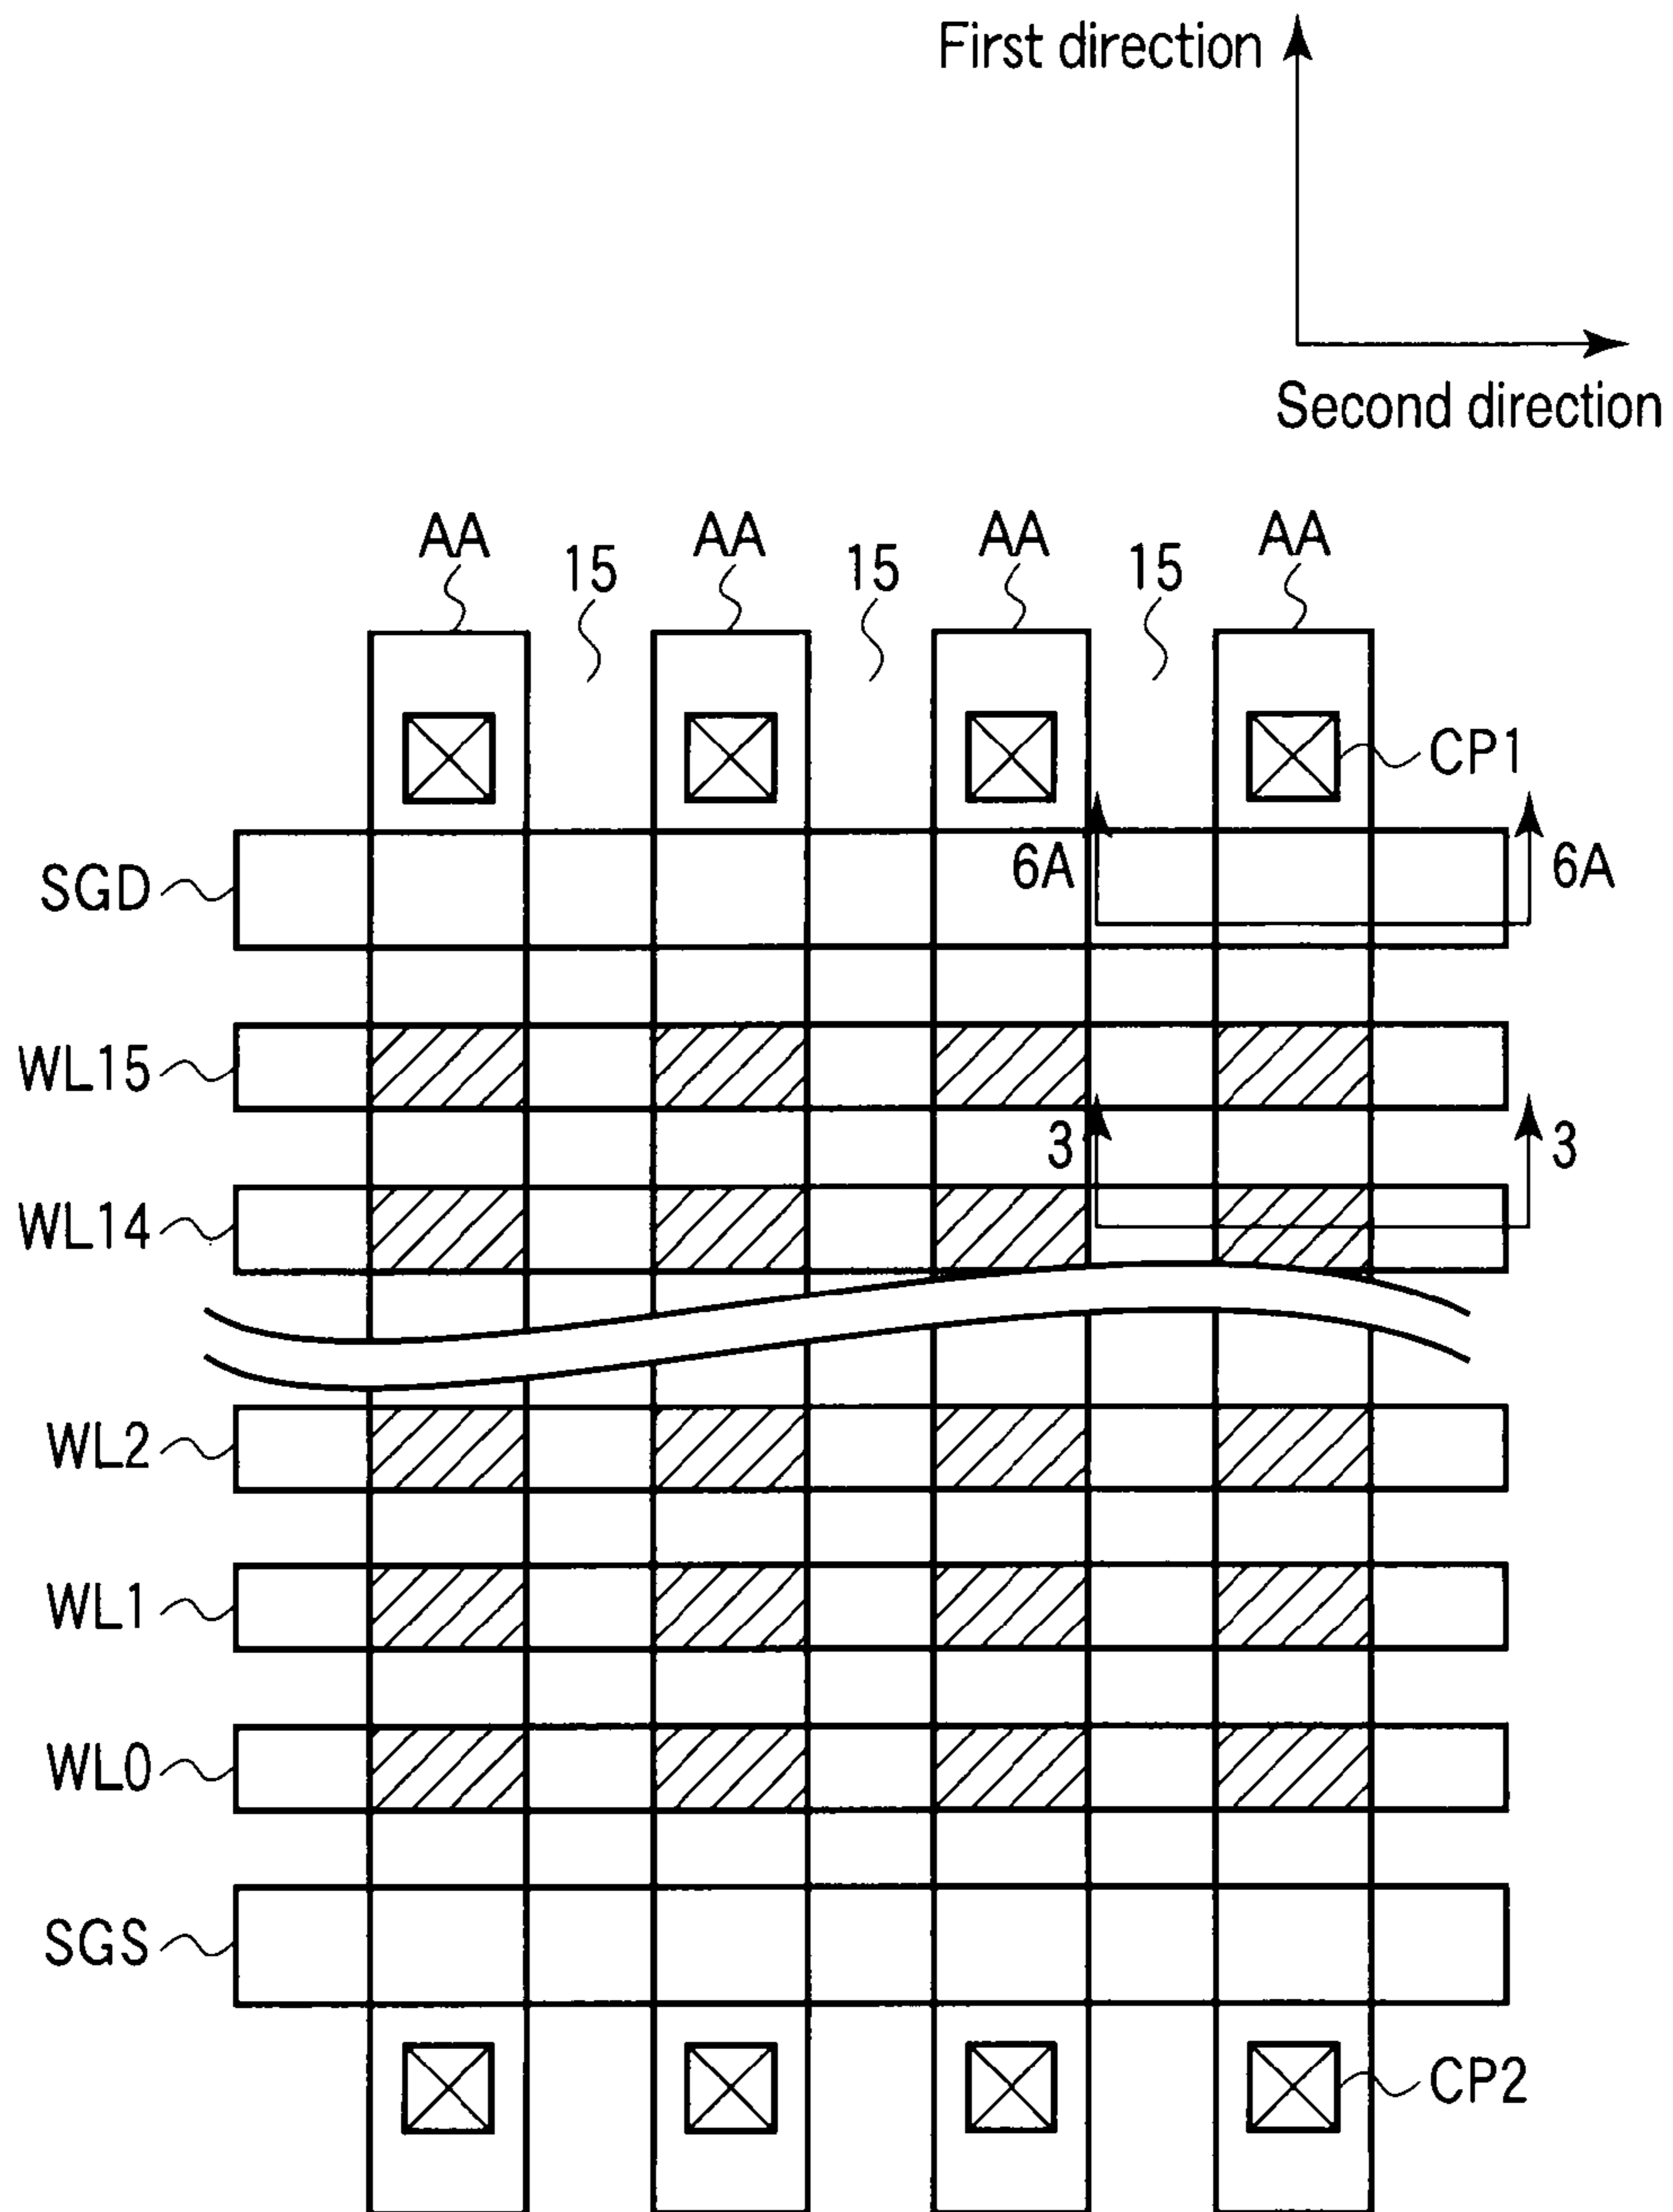 First direction
Second direction
AA 15 AA 15 AA 15 AA
CP1
SGD 6A 6A
WL15
3 3
WL14
WL2
WL1
WL0
SGS
CP2